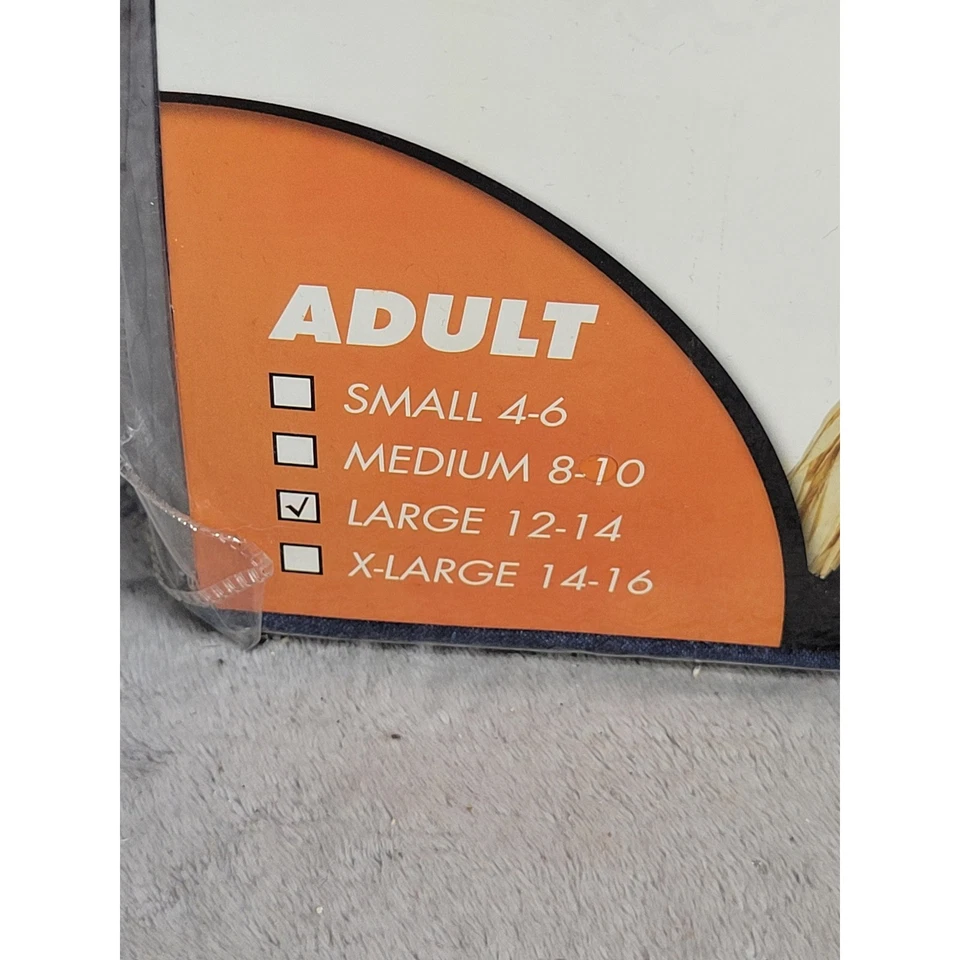 ADULT
SMALL 4-6
MEDIUM 8-10
LARGE 12-14
X-LARGE 14-16